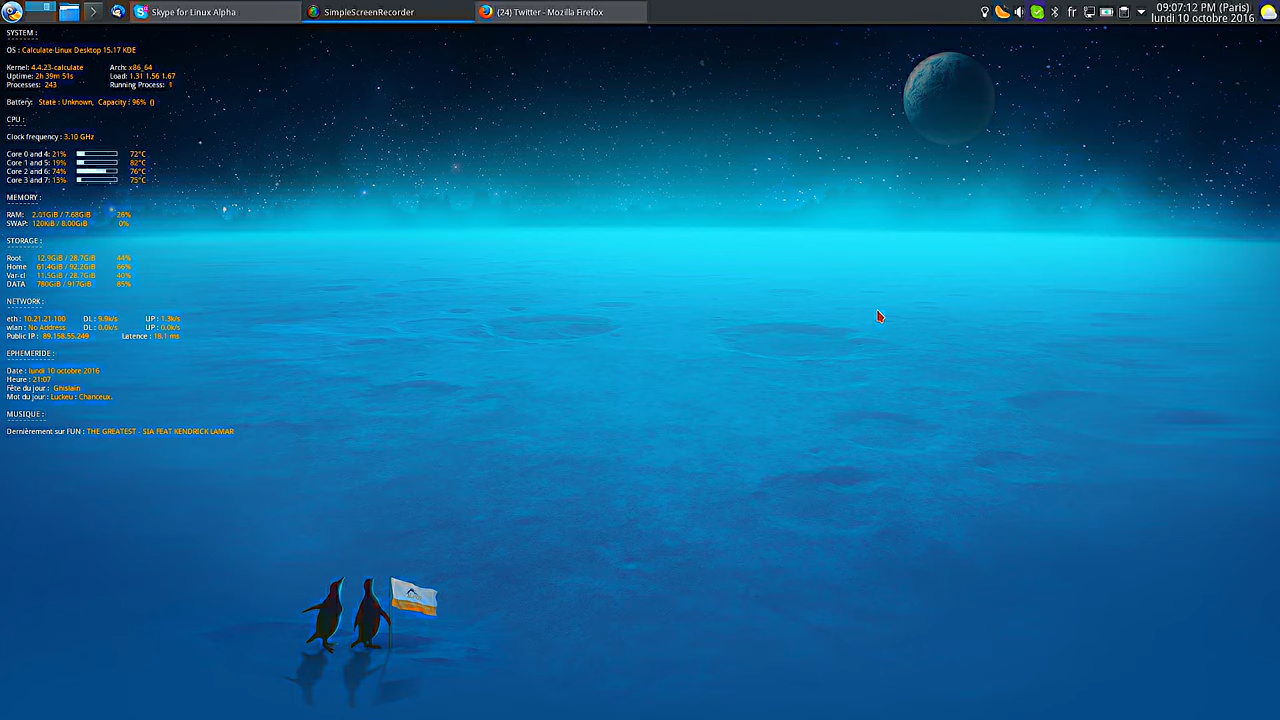 Skype for Linux Alpha
SimpleScreenRecorder
(24) Twitter - Mozilla Firefox
fr
09:07:12 PM (Paris)
lundi 10 octobre 2016
SYSTEM :
OS : Calculate Linux Desktop 15.17 KDE
Kernel: 4.4.23-calculate Arch: x86_64
Uptime: 2h 39m 51s Load: 1.31 1.56 1.67
Processes: 243 Running Process: 1
Battery: State : Unknown, Capacity : 96% ()
CPU :
Clock frequency : 3.10 GHz
Core 0 and 4: 21% 72°C
Core 1 and 5: 19% 82°C
Core 2 and 6: 74% 76°C
Core 3 and 7: 13% 75°C
MEMORY :
RAM: 2.01GiB / 7.68GiB 26%
SWAP: 120KiB / 8.00GiB 0%
STORAGE :
Root 12.9GiB / 28.7GiB 44%
Home 61.4GiB / 92.2GiB 66%
Var-cl 11.5GiB / 28.7GiB 40%
DATA 780GiB / 917GiB 85%
NETWORK :
eth : 10.21.21.100 DL : 9.9k/s UP : 1.3k/s
wlan : No Address DL : 0.0k/s UP : 0.0k/s
Public IP : 89.158.55.249 Latence : 18.1 ms
EPHEMERIDE :
Date : lundi 10 octobre 2016
Heure : 21:07
Fête du jour : Ghislain
Mot du jour : Luckeu : Chanceux.
MUSIQUE :
Dernièrement sur FUN : THE GREATEST - SIA FEAT KENDRICK LAMAR